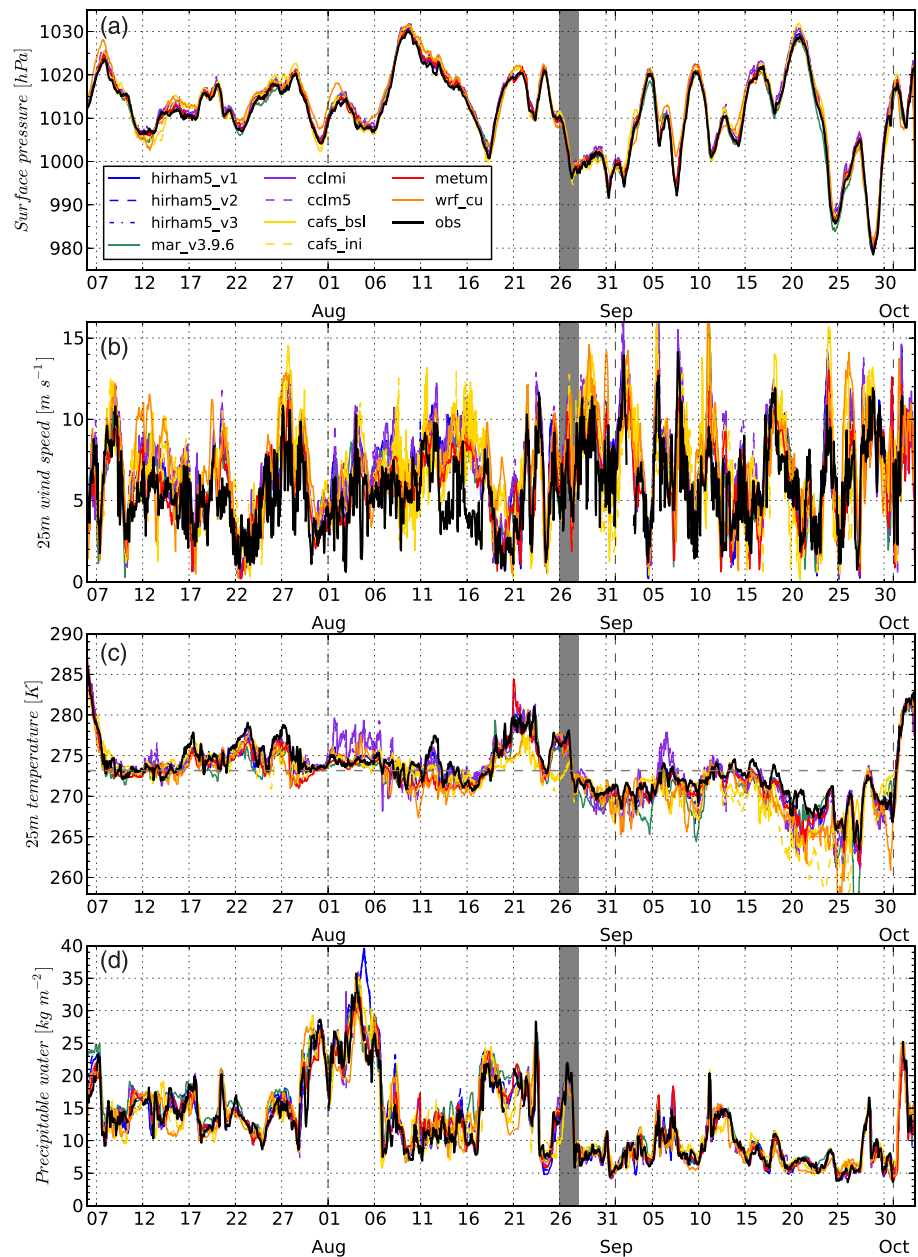 (a)
Surface pressure [hPa]
1030
1020
1010
1000
990
980
hirham5_v1 cclmi metum
hirham5_v2 cclm5 wrf_cu
hirham5_v3 cafs_bsl obs
mar_v3.9.6 cafs_ini
07 12 17 22 27 01 06 11 16 21 26 31 05 10 15 20 25 30
Aug Sep Oct
(b)
25m wind speed [m s⁻¹]
15
10
5
0
07 12 17 22 27 01 06 11 16 21 26 31 05 10 15 20 25 30
Aug Sep Oct
(c)
25m temperature [K]
290
285
280
275
270
265
260
07 12 17 22 27 01 06 11 16 21 26 31 05 10 15 20 25 30
Aug Sep Oct
(d)
Precipitable water [kg m⁻²]
40
35
30
25
20
15
10
5
0
07 12 17 22 27 01 06 11 16 21 26 31 05 10 15 20 25 30
Aug Sep Oct